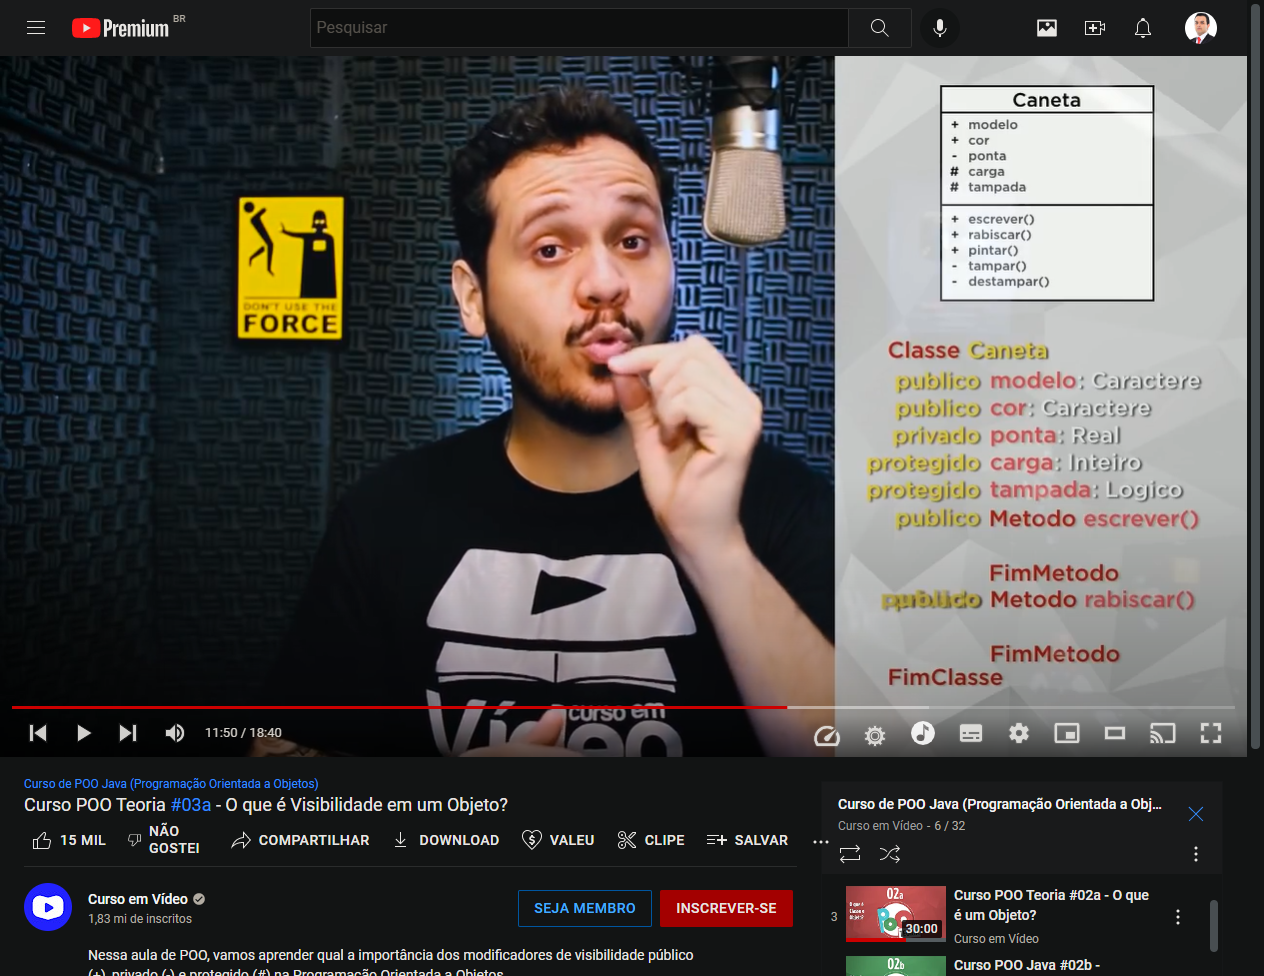 Premium BR
Pesquisar
DON'T USE THE
FORCE
Caneta
+ modelo
+ cor
- ponta
# carga
# tampada
+ escrever()
+ rabiscar()
+ pintar()
- tampar()
- destampar()
Classe Caneta
publico modelo: Caractere
publico cor: Caractere
privado ponta: Real
protegido carga: Inteiro
protegido tampada: Logico
publico Metodo escrever()
FimMetodo
Metodo rabiscar()
FimMetodo
FimClasse
CURSO EM
Vídeo
11:50 / 18:40
Curso de POO Java (Programação Orientada a Objetos)
Curso POO Teoria #03a - O que é Visibilidade em um Objeto?
15 MIL
NÃO
GOSTEI
COMPARTILHAR
DOWNLOAD
VALEU
CLIPE
SALVAR
Curso em Vídeo
1,83 mi de inscritos
SEJA MEMBRO
INSCREVER-SE
Nessa aula de POO, vamos aprender qual a importância dos modificadores de visibilidade público
(+), privado (-) e protegido (#) na Programação Orientada a Objetos
Curso de POO Java (Programação Orientada a Obj...
Curso em Vídeo - 6 / 32
3
02a
30:00
Curso POO Teoria #02a - O que
é um Objeto?
Curso em Vídeo
02b
Curso POO Java #02b -